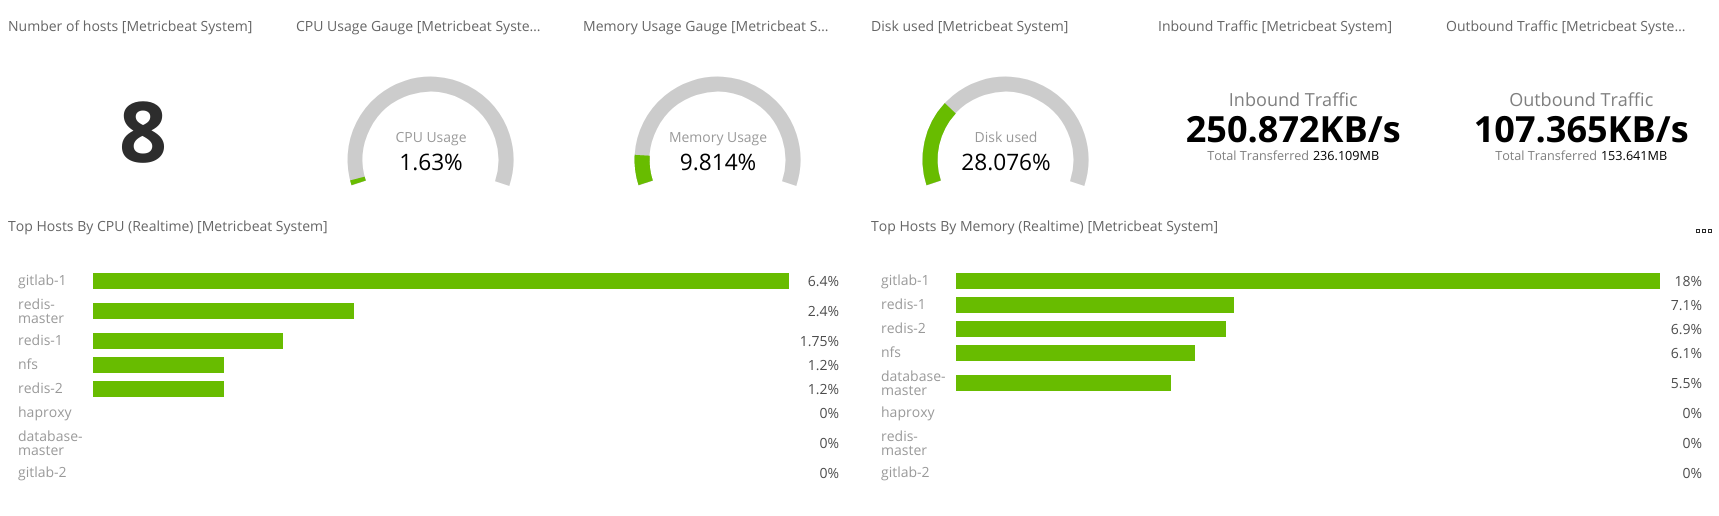 Number of hosts [Metricbeat System]
CPU Usage Gauge [Metricbeat Syste...
Memory Usage Gauge [Metricbeat S...
Disk used [Metricbeat System]
Inbound Traffic [Metricbeat System]
Outbound Traffic [Metricbeat Syste...
8
CPU Usage
1.63%
Memory Usage
9.814%
Disk used
28.076%
Inbound Traffic
250.872KB/s
Total Transferred 236.109MB
Outbound Traffic
107.365KB/s
Total Transferred 153.641MB
Top Hosts By CPU (Realtime) [Metricbeat System]
gitlab-1 6.4%
redis-
master 2.4%
redis-1 1.75%
nfs 1.2%
redis-2 1.2%
haproxy 0%
database-
master 0%
gitlab-2 0%
Top Hosts By Memory (Realtime) [Metricbeat System]
gitlab-1 18%
redis-1 7.1%
redis-2 6.9%
nfs 6.1%
database-
master 5.5%
haproxy 0%
redis-
master 0%
gitlab-2 0%